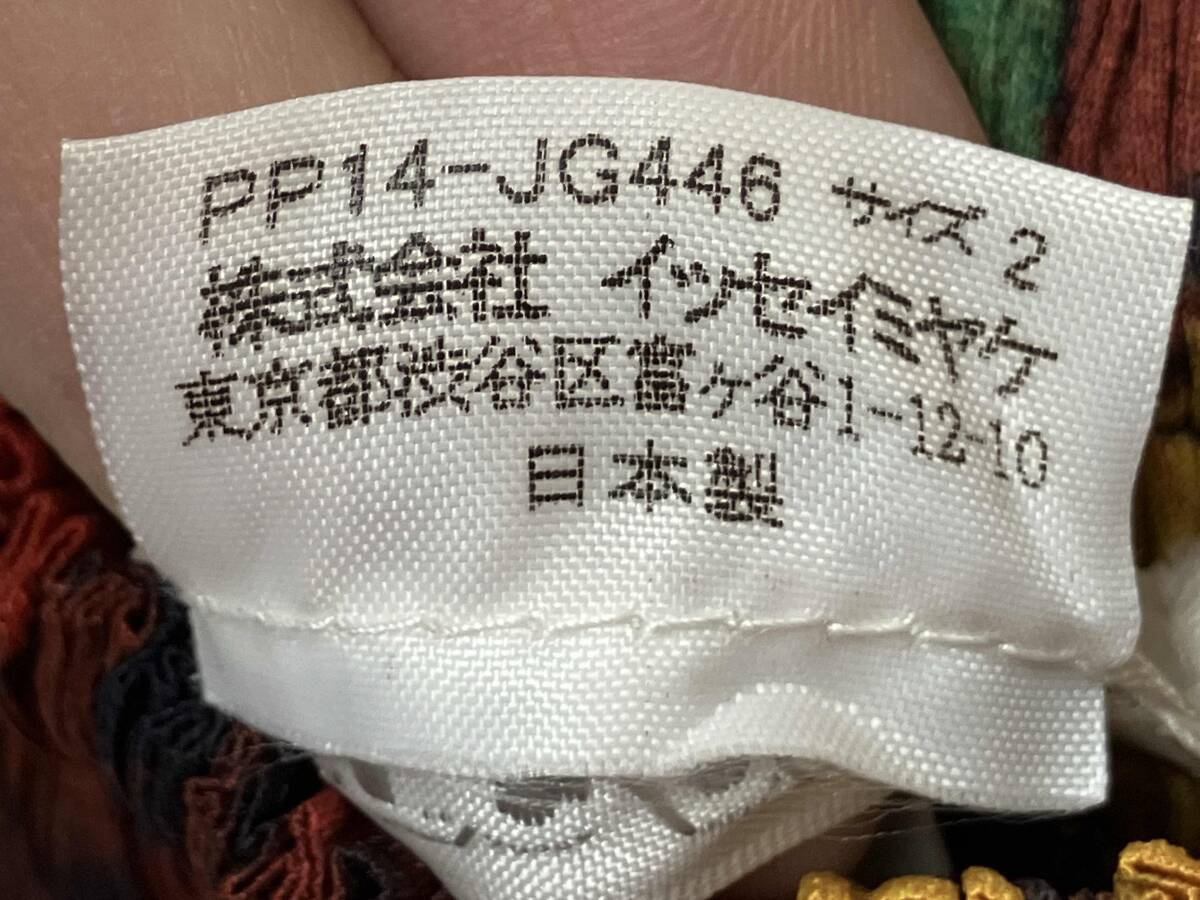 PP14-JG446 サイズ 2
株式会社 イッセイミヤケ
東京都渋谷区富ヶ谷1-12-10
日本製